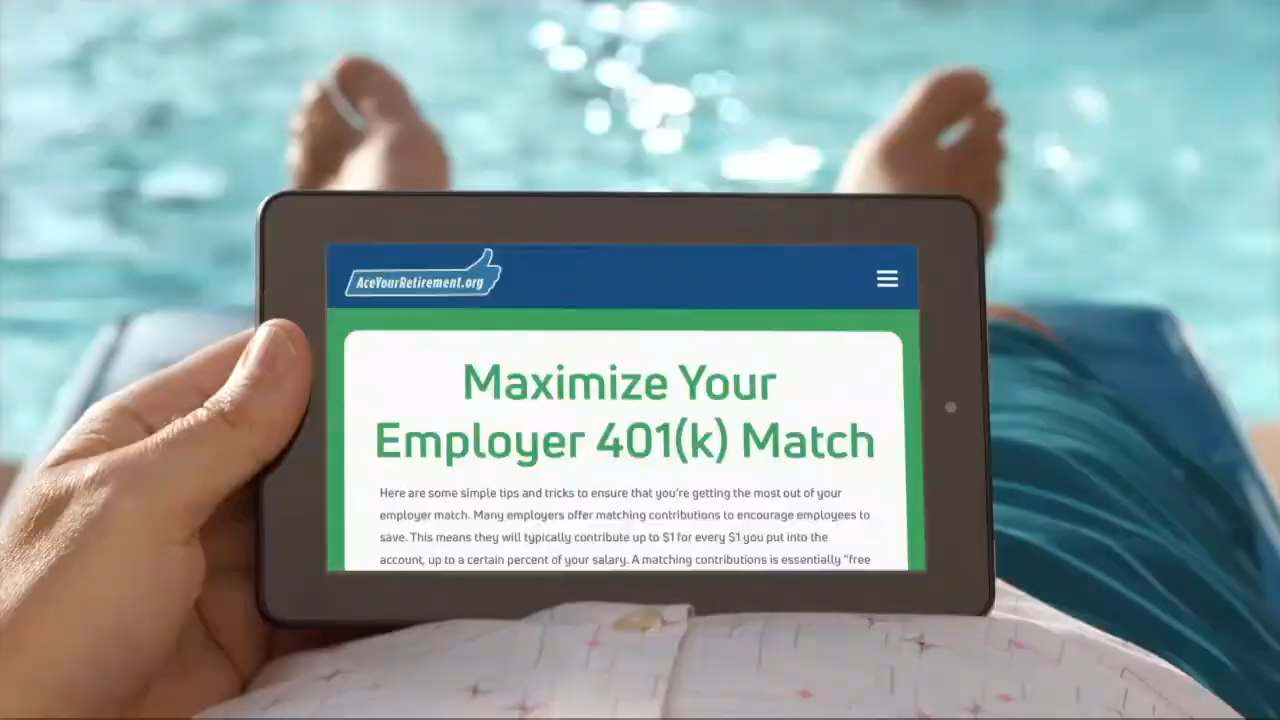 AceYourRetirement.org
Maximize Your
Employer 401(k) Match
Here are some simple tips and tricks to ensure that you're getting the most out of your
employer match. Many employers offer matching contributions to encourage employees to
save. This means they will typically contribute up to $1 for every $1 you put into the
account, up to a certain percent of your salary. A matching contributions is essentially "free